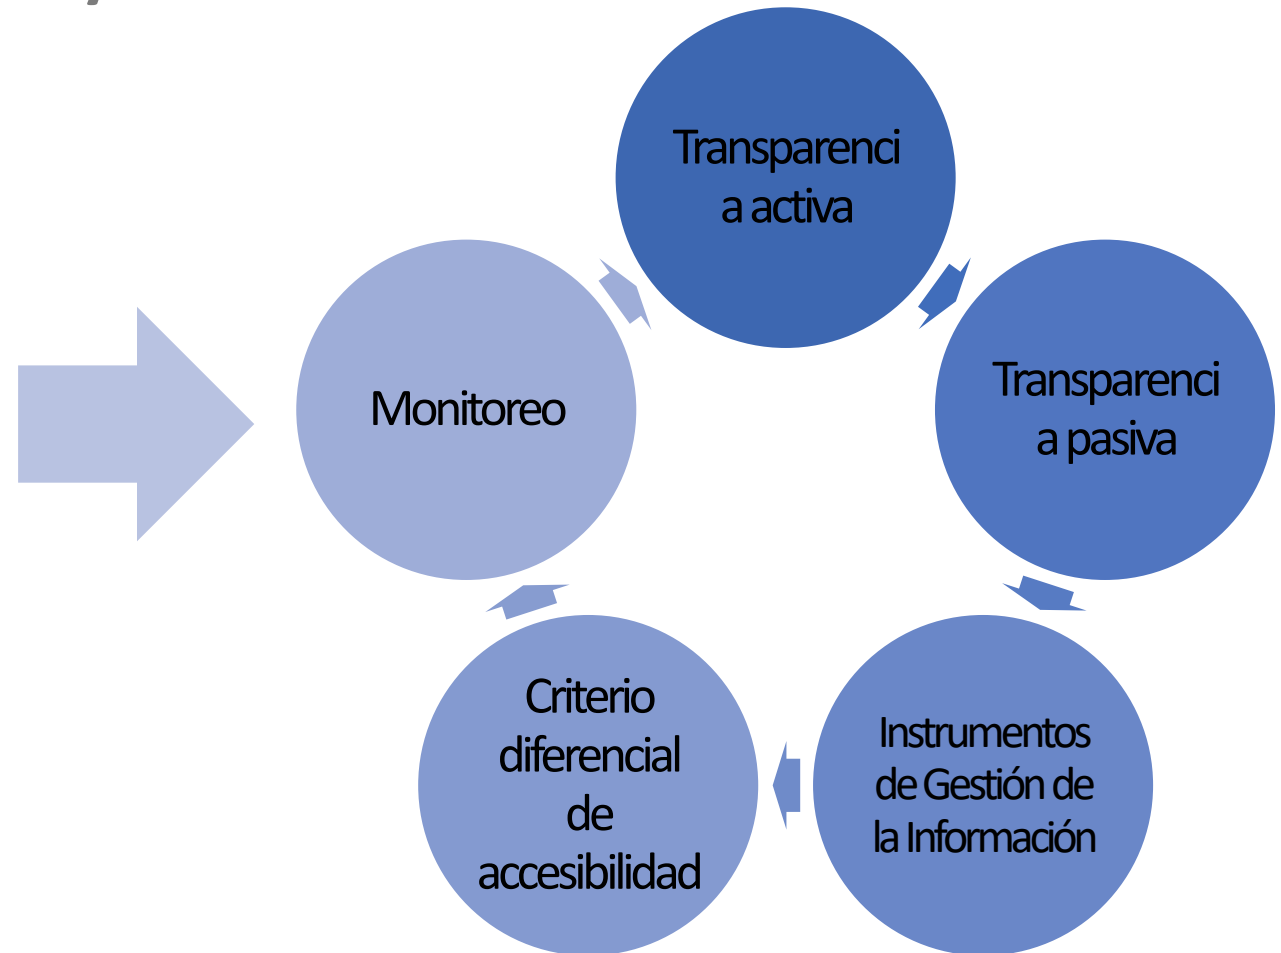 Transparenci
a activa
Transparenci
a pasiva
Monitoreo
Instrumentos
de Gestión de
la Información
Criterio
diferencial
de
accesibilidad